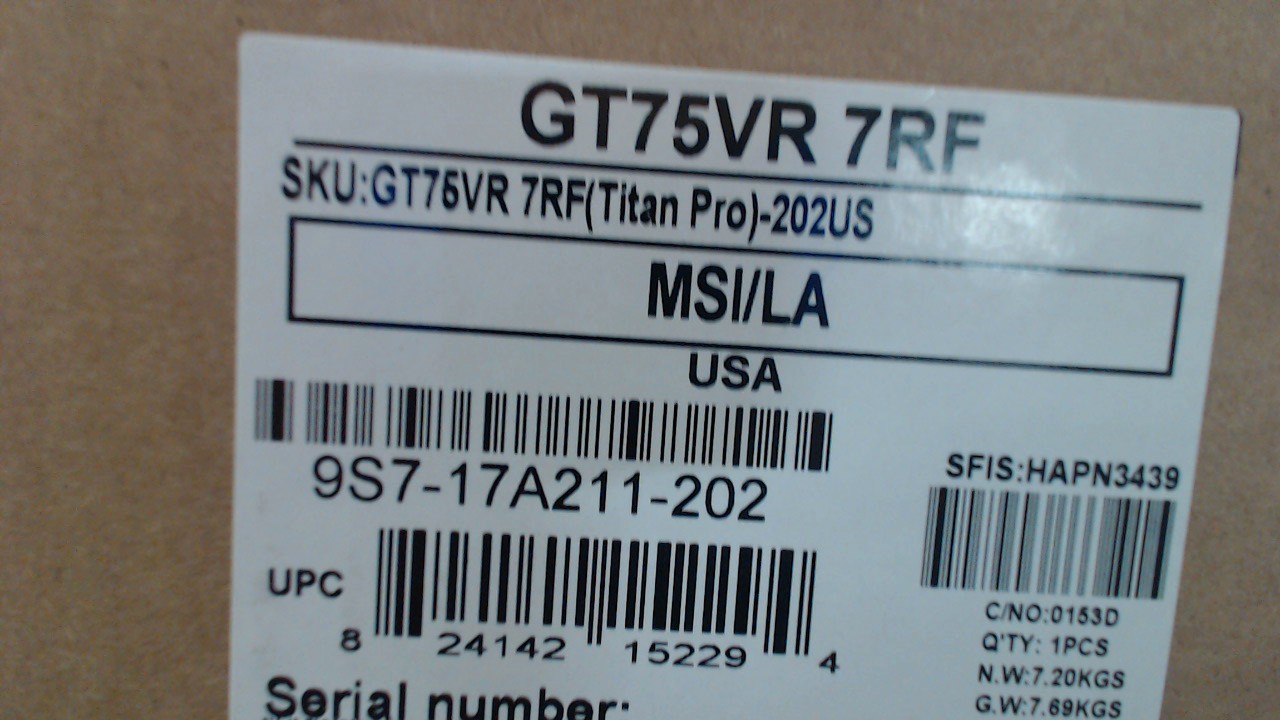 GT75VR 7RF
SKU:GT75VR 7RF(Titan Pro)-202US
MSI/LA
USA
9S7-17A211-202
SFIS:HAPN3439
UPC
8 24142 15229 4
C/NO:0153D
Q'TY: 1PCS
N.W:7.20KGS
G.W:7.69KGS
Serial number: